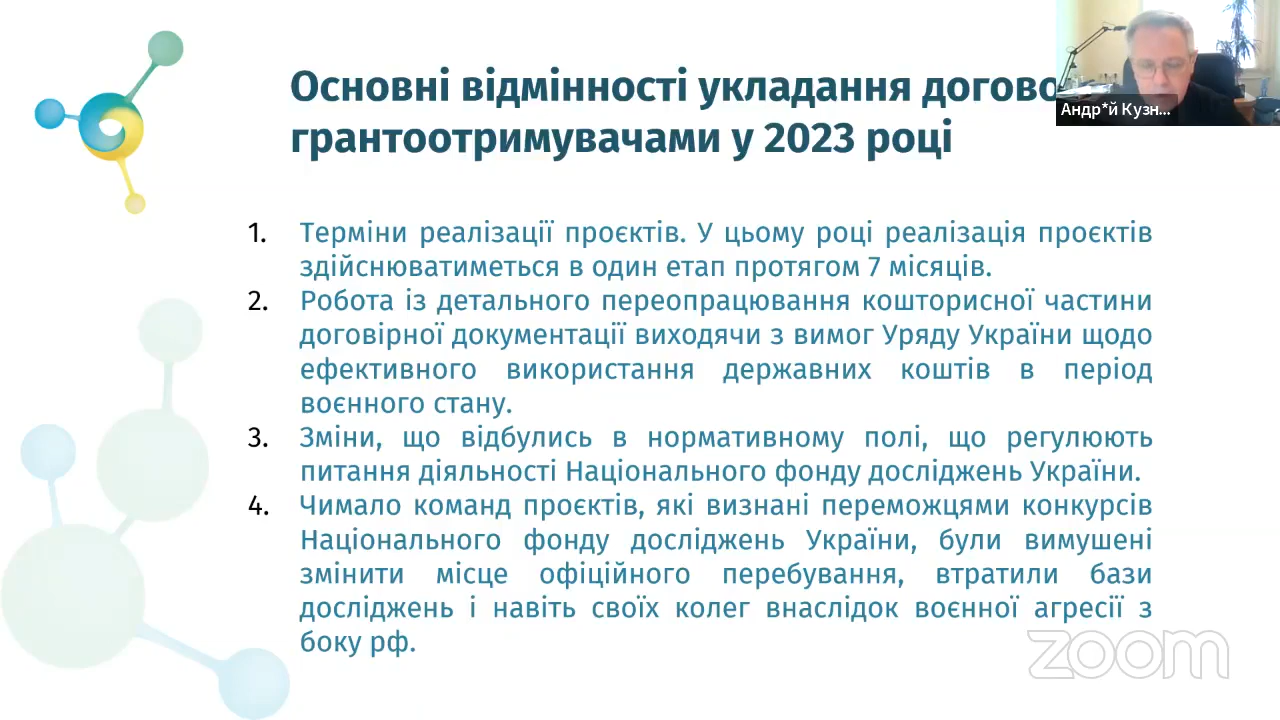 Основні відмінності укладання догово
грантоотримувачами у 2023 році
Андр*й Кузн...
1. Терміни реалізації проєктів. У цьому році реалізація проєктів
здійснюватиметься в один етап протягом 7 місяців.
2. Робота із детального переопрацювання кошторисної частини
договірної документації виходячи з вимог Уряду України щодо
ефективного використання державних коштів в період
воєнного стану.
3. Зміни, що відбулись в нормативному полі, що регулюють
питання діяльності Національного фонду досліджень України.
4. Чимало команд проєктів, які визнані переможцями конкурсів
Національного фонду досліджень України, були вимушені
змінити місце офіційного перебування, втратили бази
досліджень і навіть своїх колег внаслідок воєнної агресії з
боку рф.
zoom